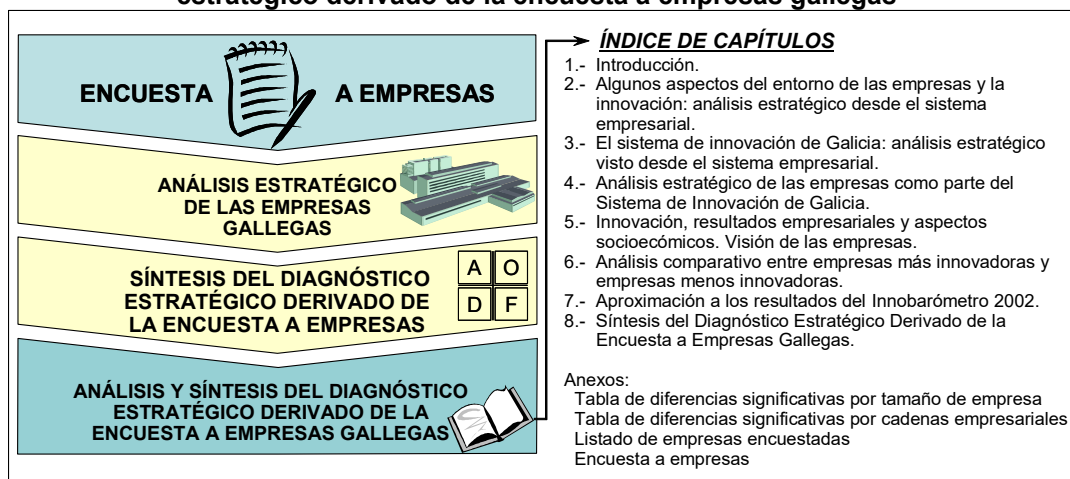 estratégico derivado de la encuesta a empresas gallegas
ENCUESTA A EMPRESAS
ANÁLISIS ESTRATÉGICO
DE LAS EMPRESAS
GALLEGAS
SÍNTESIS DEL DIAGNÓSTICO
ESTRATÉGICO DERIVADO DE
LA ENCUESTA A EMPRESAS
A O
D F
ANÁLISIS Y SÍNTESIS DEL DIAGNÓSTICO
ESTRATÉGICO DERIVADO DE LA
ENCUESTA A EMPRESAS GALLEGAS
ÍNDICE DE CAPÍTULOS
1.- Introducción.
2.- Algunos aspectos del entorno de las empresas y la
innovación: análisis estratégico desde el sistema
empresarial.
3.- El sistema de innovación de Galicia: análisis estratégico
visto desde el sistema empresarial.
4.- Análisis estratégico de las empresas como parte del
Sistema de Innovación de Galicia.
5.- Innovación, resultados empresariales y aspectos
socioecómicos. Visión de las empresas.
6.- Análisis comparativo entre empresas más innovadoras y
empresas menos innovadoras.
7.- Aproximación a los resultados del Innobarómetro 2002.
8.- Síntesis del Diagnóstico Estratégico Derivado de la
Encuesta a Empresas Gallegas.
Anexos:
Tabla de diferencias significativas por tamaño de empresa
Tabla de diferencias significativas por cadenas empresariales
Listado de empresas encuestadas
Encuesta a empresas